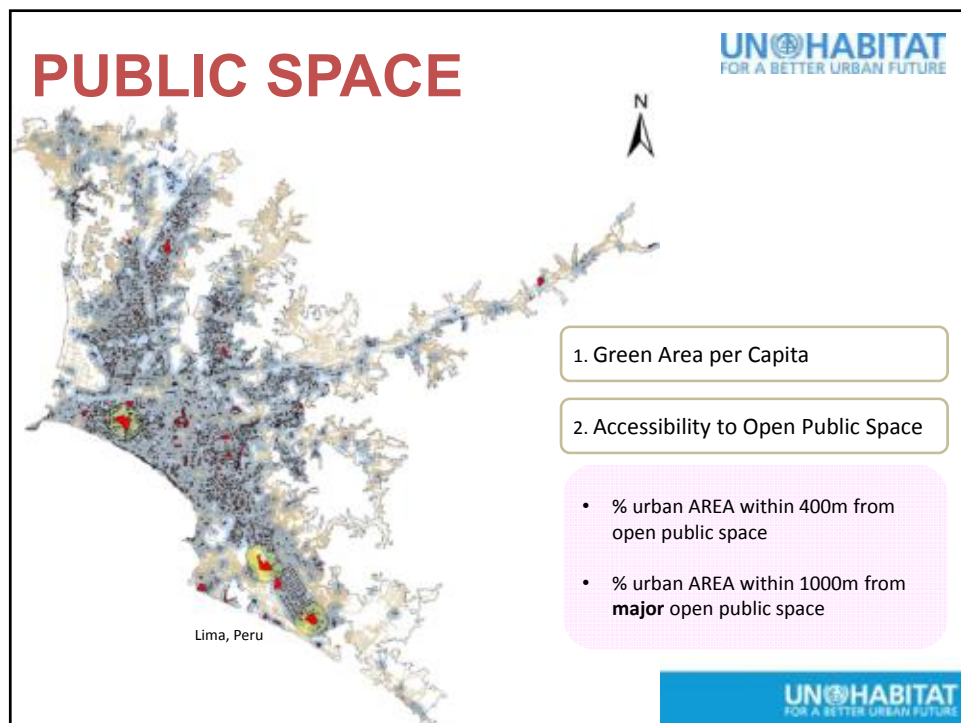 PUBLIC SPACE
UN HABITAT
FOR A BETTER URBAN FUTURE
N
1. Green Area per Capita
2. Accessibility to Open Public Space
• % urban AREA within 400m from
open public space
• % urban AREA within 1000m from
major open public space
Lima, Peru
UN HABITAT
FOR A BETTER URBAN FUTURE